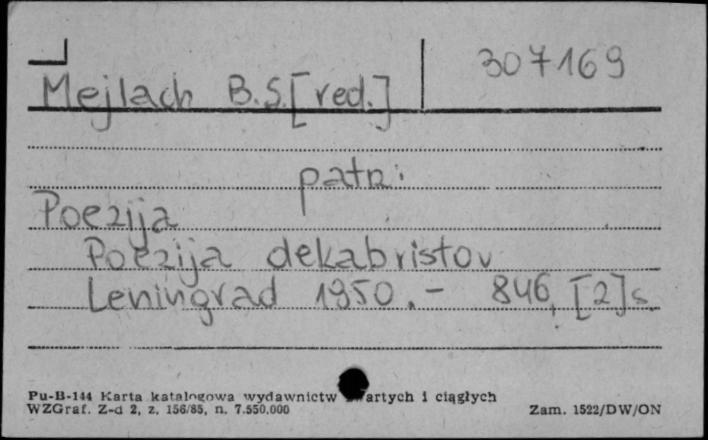 307169
Mejlach B.S. [red.]
patrz:
Poezija
Poezija dekabristov
Leningrad 1950. - 846, [2] s.
Pu-B-144 Karta katalogowa wydawnictw zwartych i ciągłych
WZGraf. Z-d 2, z. 156/85, n. 7.550.000
Zam. 1522/DW/ON